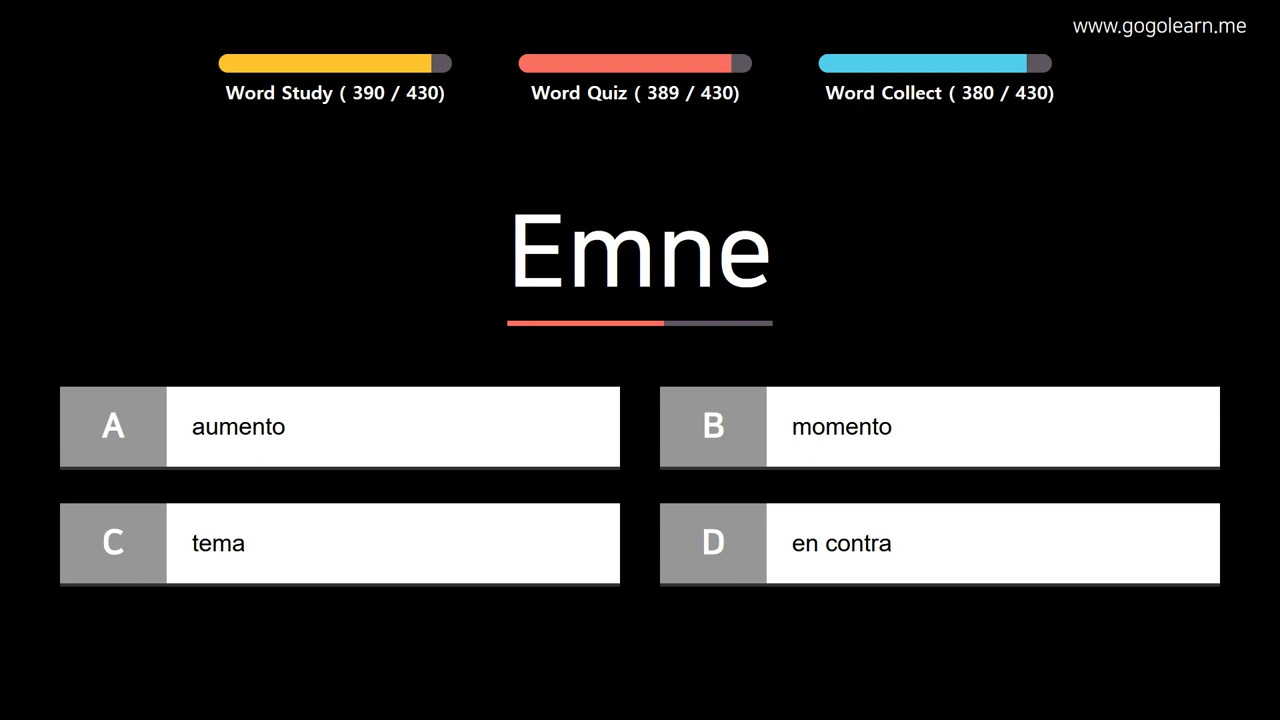 www.gogolearn.me
Word Study ( 390 / 430)
Word Quiz ( 389 / 430)
Word Collect ( 380 / 430)
Emne
A
aumento
B
momento
C
tema
D
en contra